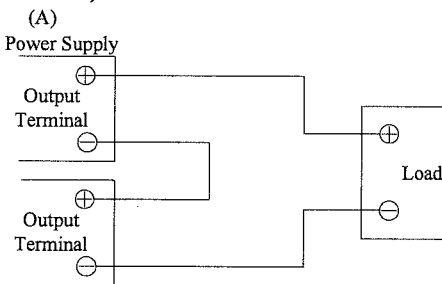 (A)
Power Supply
⊕
Output
Terminal
⊖
⊕
Output
Terminal
⊖
⊕
Load
⊖